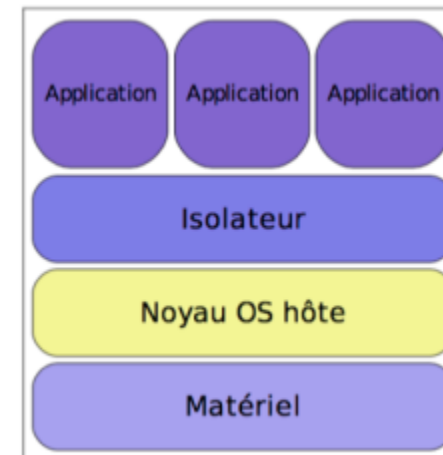 Application Application Application
Isolateur
Noyau OS hôte
Matériel